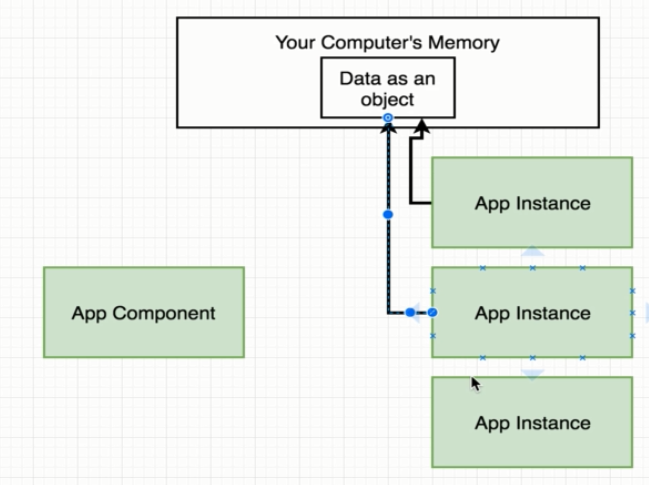 Your Computer's Memory
Data as an
object
App Instance
App Component
App Instance
App Instance